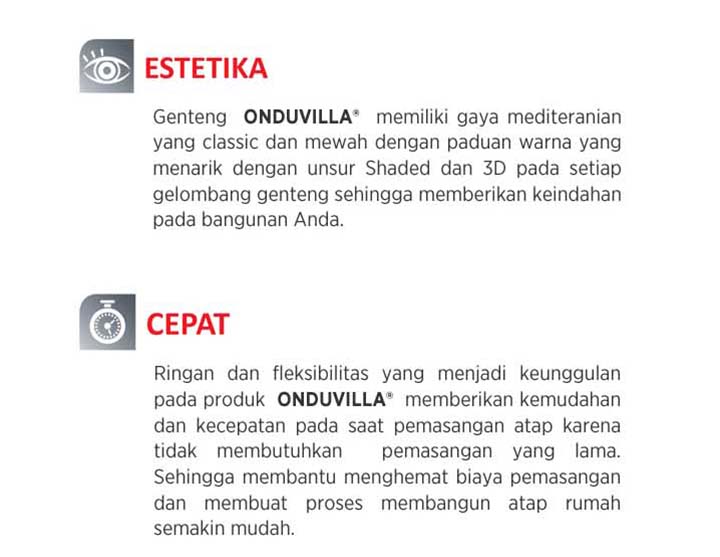 ESTETIKA
Genteng ONDUVILLA® memiliki gaya mediteranian
yang classic dan mewah dengan paduan warna yang
menarik dengan unsur Shaded dan 3D pada setiap
gelombang genteng sehingga memberikan keindahan
pada bangunan Anda.
CEPAT
Ringan dan fleksibilitas yang menjadi keunggulan
pada produk ONDUVILLA® memberikan kemudahan
dan kecepatan pada saat pemasangan atap karena
tidak membutuhkan pemasangan yang lama.
Sehingga membantu menghemat biaya pemasangan
dan membuat proses membangun atap rumah
semakin mudah.